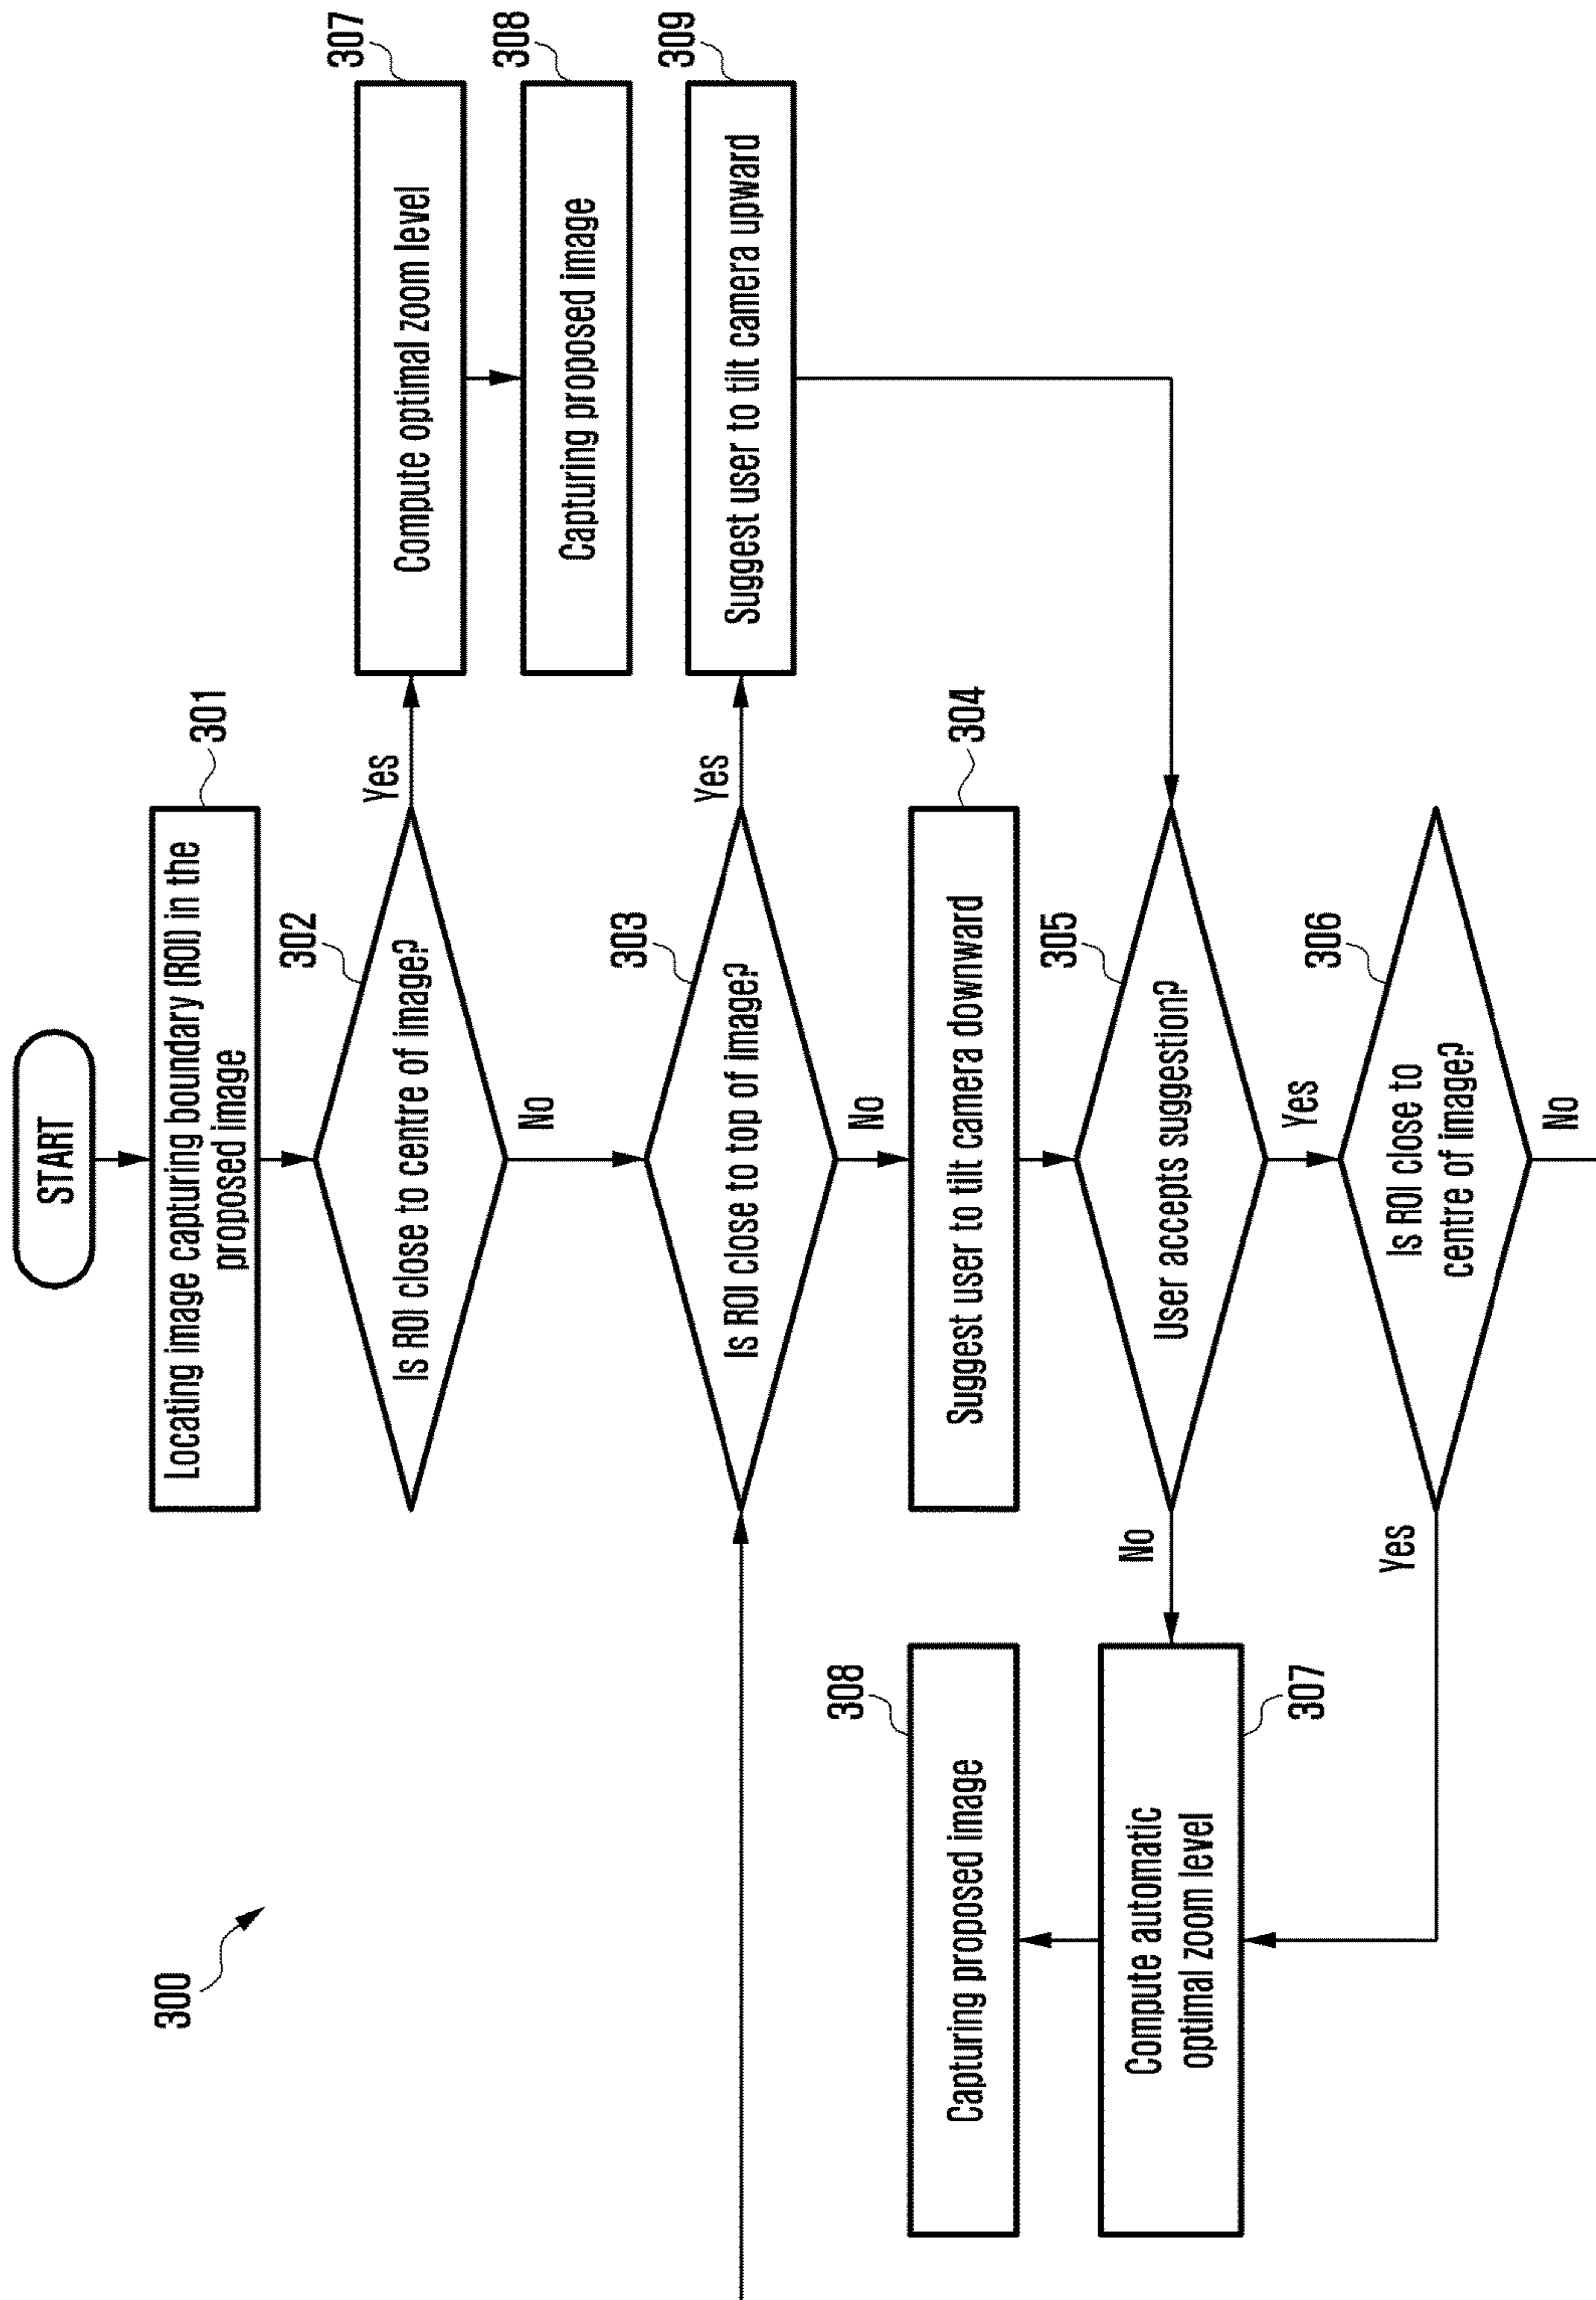 300
START
301
Locating image capturing boundary (ROI) in the
proposed image
302
Is ROI close to centre of image?
Yes
307
Compute optimal zoom level
308
Capturing proposed image
No
303
Is ROI close to top of image?
Yes
309
Suggest user to tilt camera upward
No
304
Suggest user to tilt camera downward
305
User accepts suggestion?
No
308
Capturing proposed image
Compute automatic
optimal zoom level
307
Yes
306
Is ROI close to
centre of image?
Yes
No